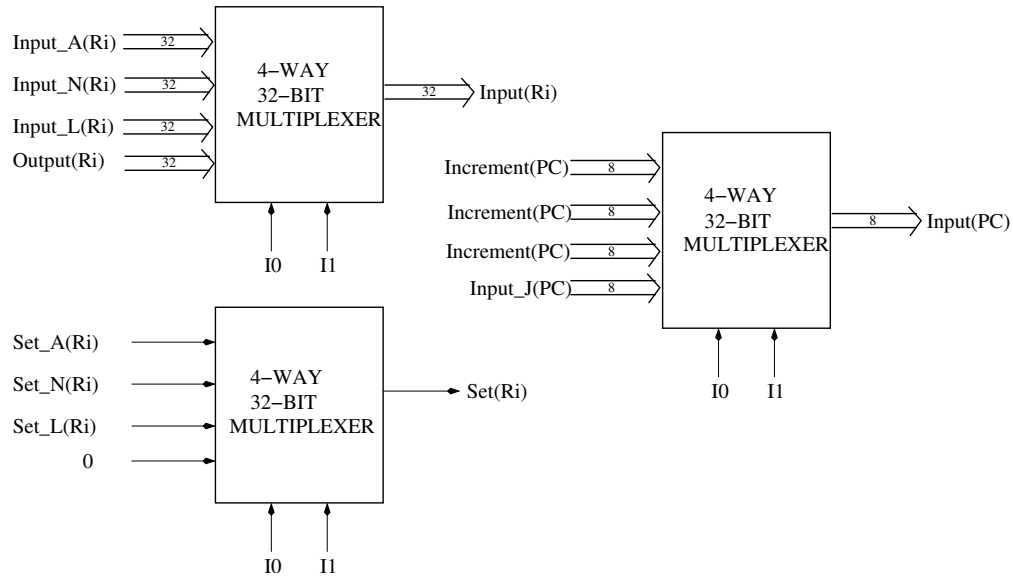 Input_A(Ri)
32
Input_N(Ri)
32
Input_L(Ri)
32
Output(Ri)
32
4−WAY
32−BIT
MULTIPLEXER
32
Input(Ri)
I0
I1
Increment(PC)
8
Increment(PC)
8
Increment(PC)
8
Input_J(PC)
8
4−WAY
32−BIT
MULTIPLEXER
8
Input(PC)
I0
I1
Set_A(Ri)
Set_N(Ri)
Set_L(Ri)
0
4−WAY
32−BIT
MULTIPLEXER
Set(Ri)
I0
I1